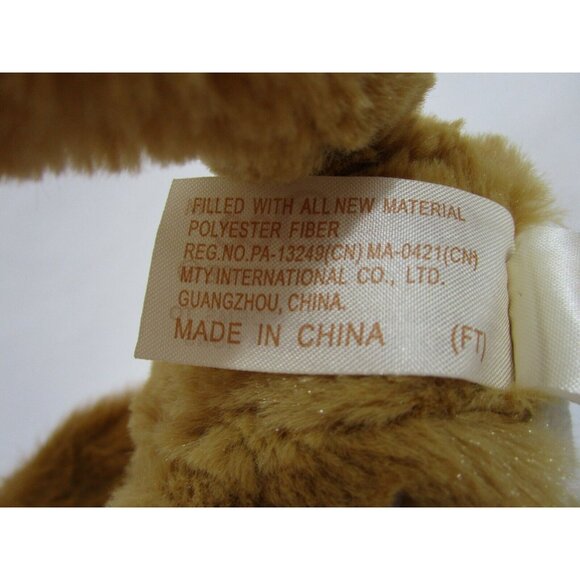 FILLED WITH ALL NEW MATERIAL
POLYESTER FIBER
REG.NO.PA-13249(CN) MA-0421(CN)
MTY.INTERNATIONAL CO., LTD.
GUANGZHOU, CHINA.
MADE IN CHINA (FT)